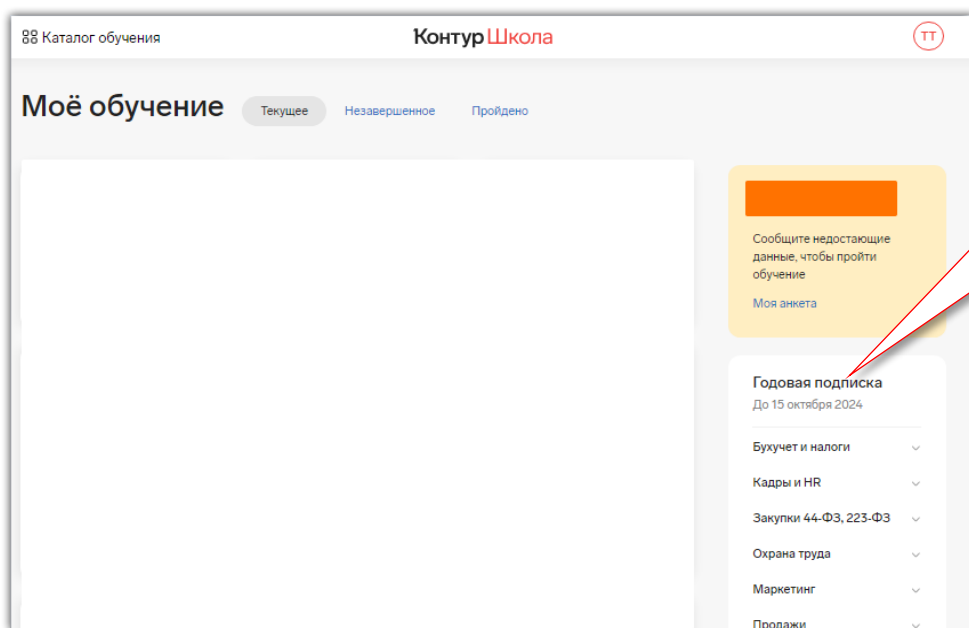 Каталог обучения
Контур Школа
ТТ
Моё обучение
Текущее
Незавершенное
Пройдено
Сообщите недостающие
данные, чтобы пройти
обучение
Моя анкета
Годовая подписка
До 15 октября 2024
Бухучет и налоги
Кадры и HR
Закупки 44-ФЗ, 223-ФЗ
Охрана труда
Маркетинг
Продажи